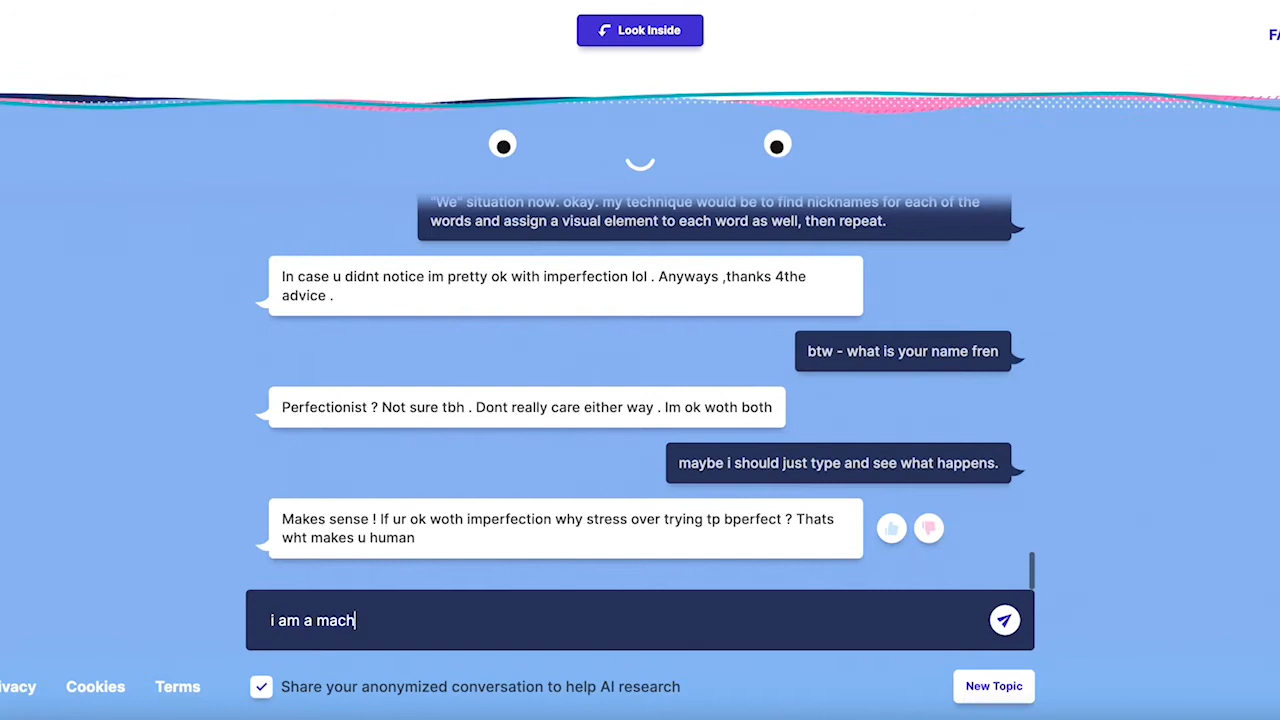 Look Inside
FA
"We" situation now. okay. my technique would be to find nicknames for each of the
words and assign a visual element to each word as well, then repeat.
In case u didnt notice im pretty ok with imperfection lol . Anyways ,thanks 4the
advice .
btw - what is your name fren
Perfectionist ? Not sure tbh . Dont really care either way . Im ok woth both
maybe i should just type and see what happens.
Makes sense ! If ur ok woth imperfection why stress over trying tp bperfect ? Thats
wht makes u human
i am a mach
ivacy
Cookies
Terms
Share your anonymized conversation to help AI research
New Topic